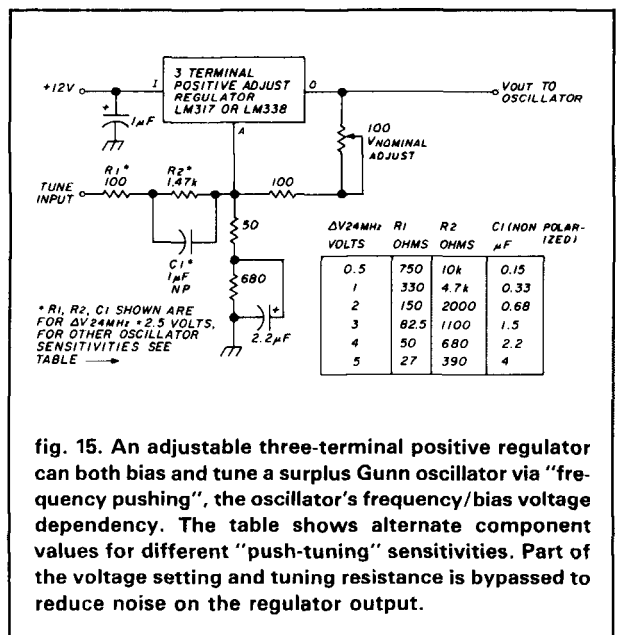 3 TERMINAL
POSITIVE ADJUST
REGULATOR
LM317 OR LM338
+12V
I
O
A
VOUT TO
OSCILLATOR
+
1µF
100
VNOMINAL
ADJUST
TUNE
INPUT
R1*
100
R2*
1.47k
100
C1*
1µF
NP
50
680
+
2.2µF
* R1, R2, C1 SHOWN ARE
FOR ΔV24MHz = 2.5 VOLTS,
FOR OTHER OSCILLATOR
SENSITIVITIES SEE
TABLE →
ΔV24MHz R1 R2 C1 (NON POLAR-
VOLTS OHMS OHMS µF IZED)
0.5 750 10k 0.15
1 330 4.7k 0.33
2 150 2000 0.68
3 82.5 1100 1.5
4 50 680 2.2
5 27 390 4
fig. 15. An adjustable three-terminal positive regulator
can both bias and tune a surplus Gunn oscillator via "fre-
quency pushing", the oscillator's frequency/bias voltage
dependency. The table shows alternate component
values for different "push-tuning" sensitivities. Part of
the voltage setting and tuning resistance is bypassed to
reduce noise on the regulator output.